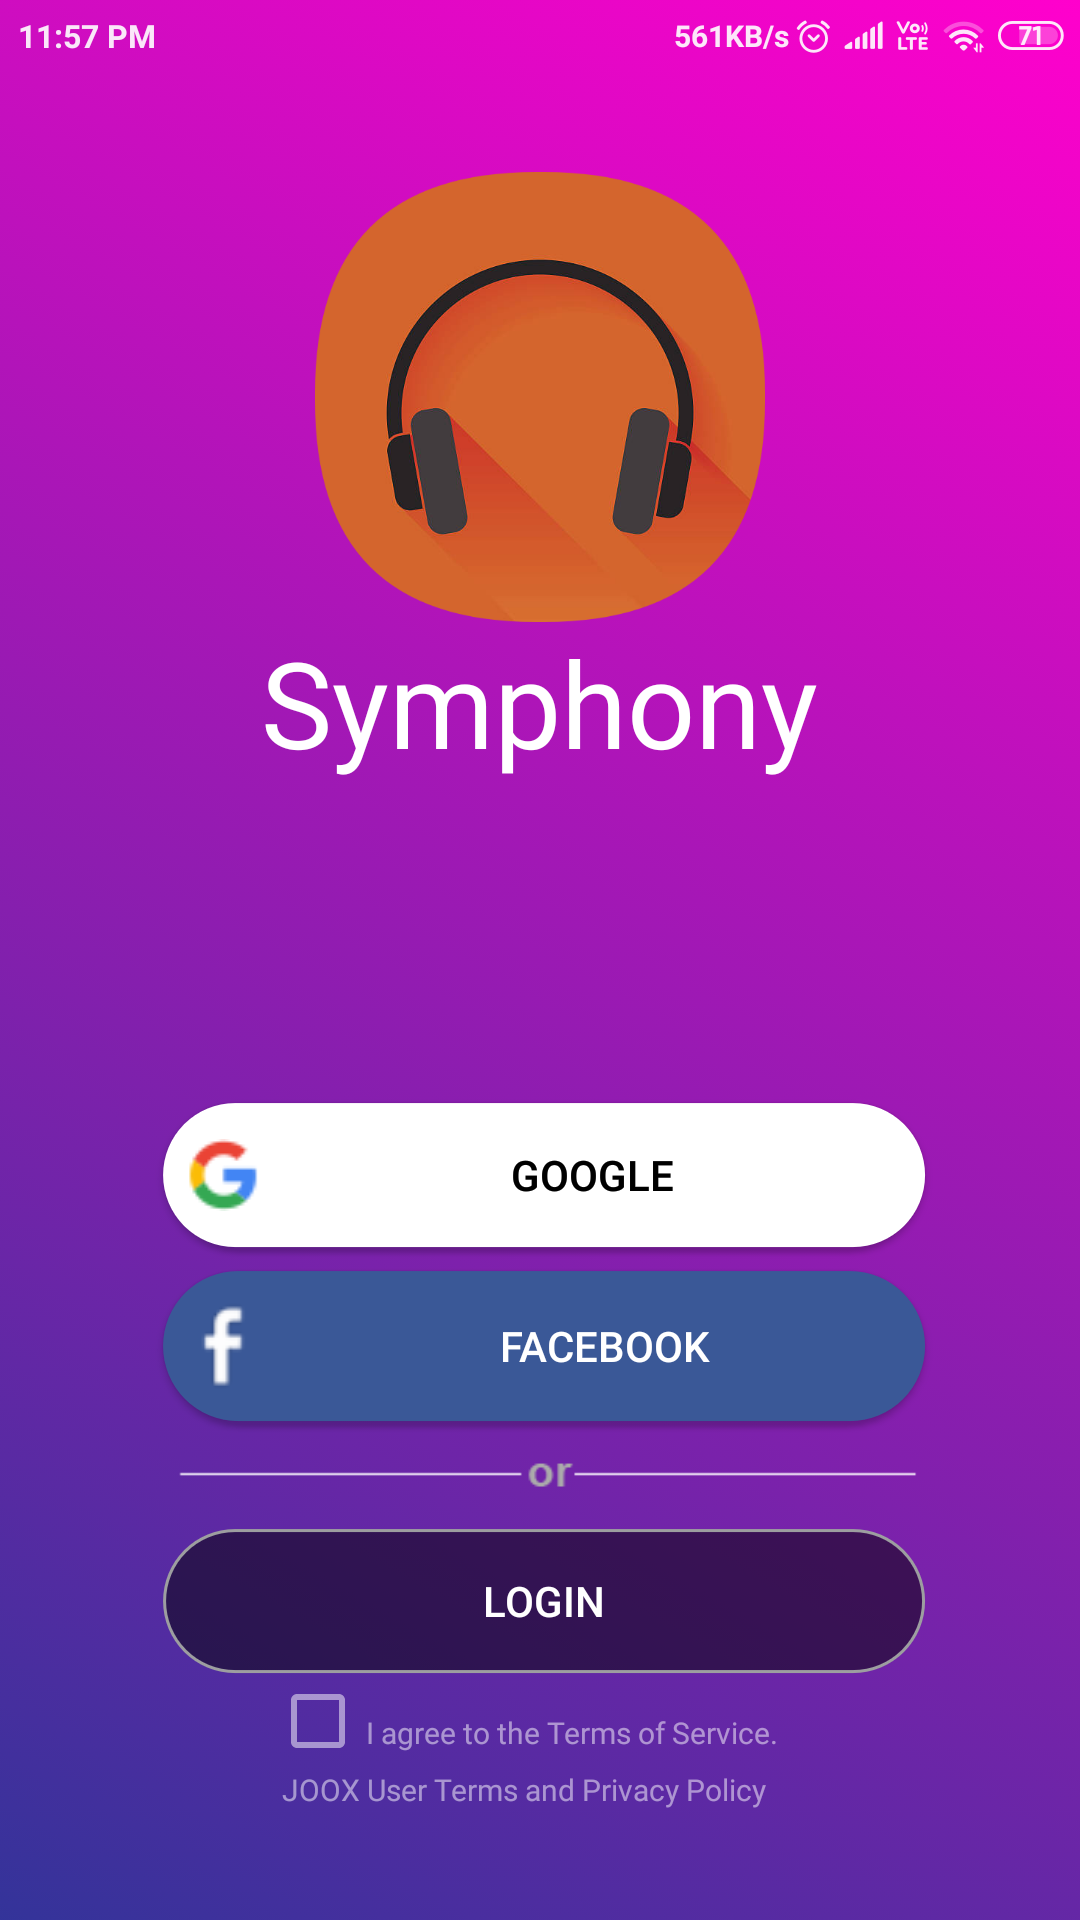 11:57 PM 561KB/s Vo)) LTE 71
Symphony
GOOGLE
FACEBOOK
or
LOGIN
I agree to the Terms of Service.
JOOX User Terms and Privacy Policy